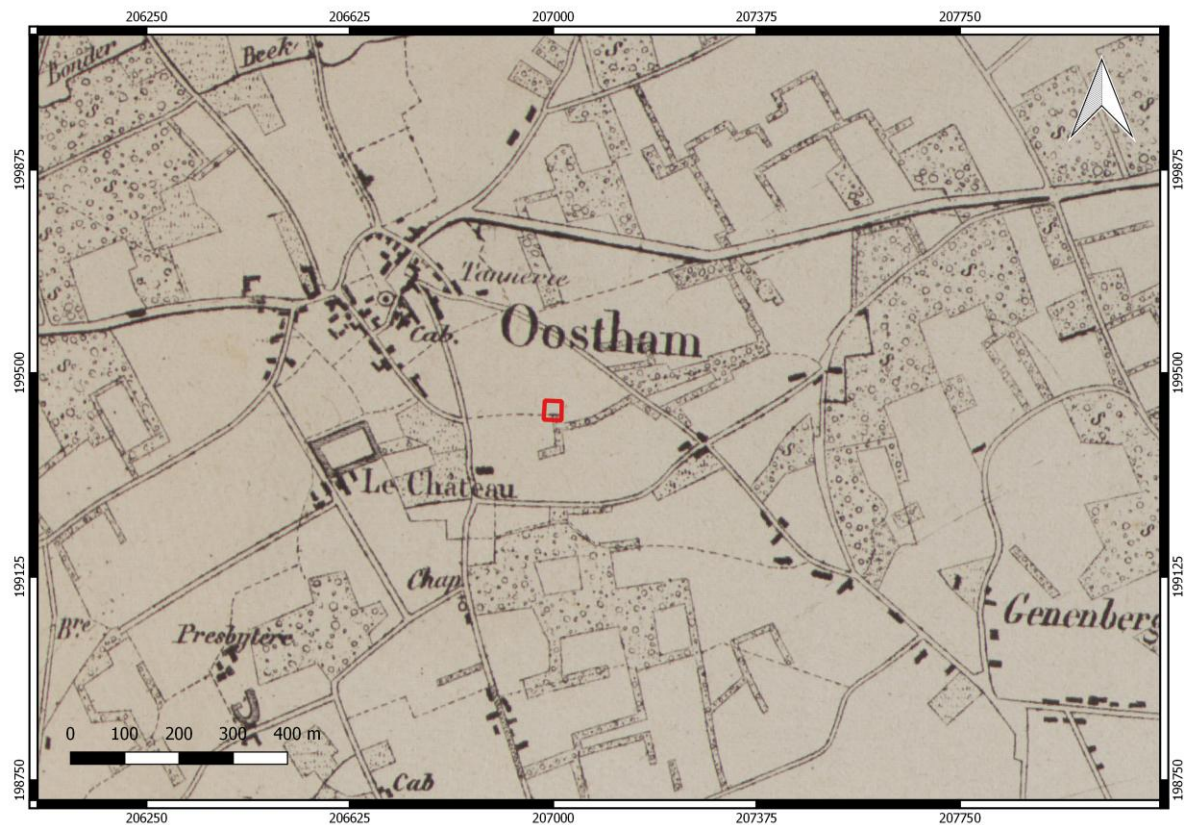 206250 206625 207000 207375 207750
Bonder Beek
S
S
S
S
199875 199875
S
Tannerie
S
Oostham
Cab.
199500 199500
S
S
S
S
Le Château
199125 199125
Chap.
Genenberg
Bre
Presbytère
0 100 200 300 400 m
Cab
198750 198750
206250 206625 207000 207375 207750